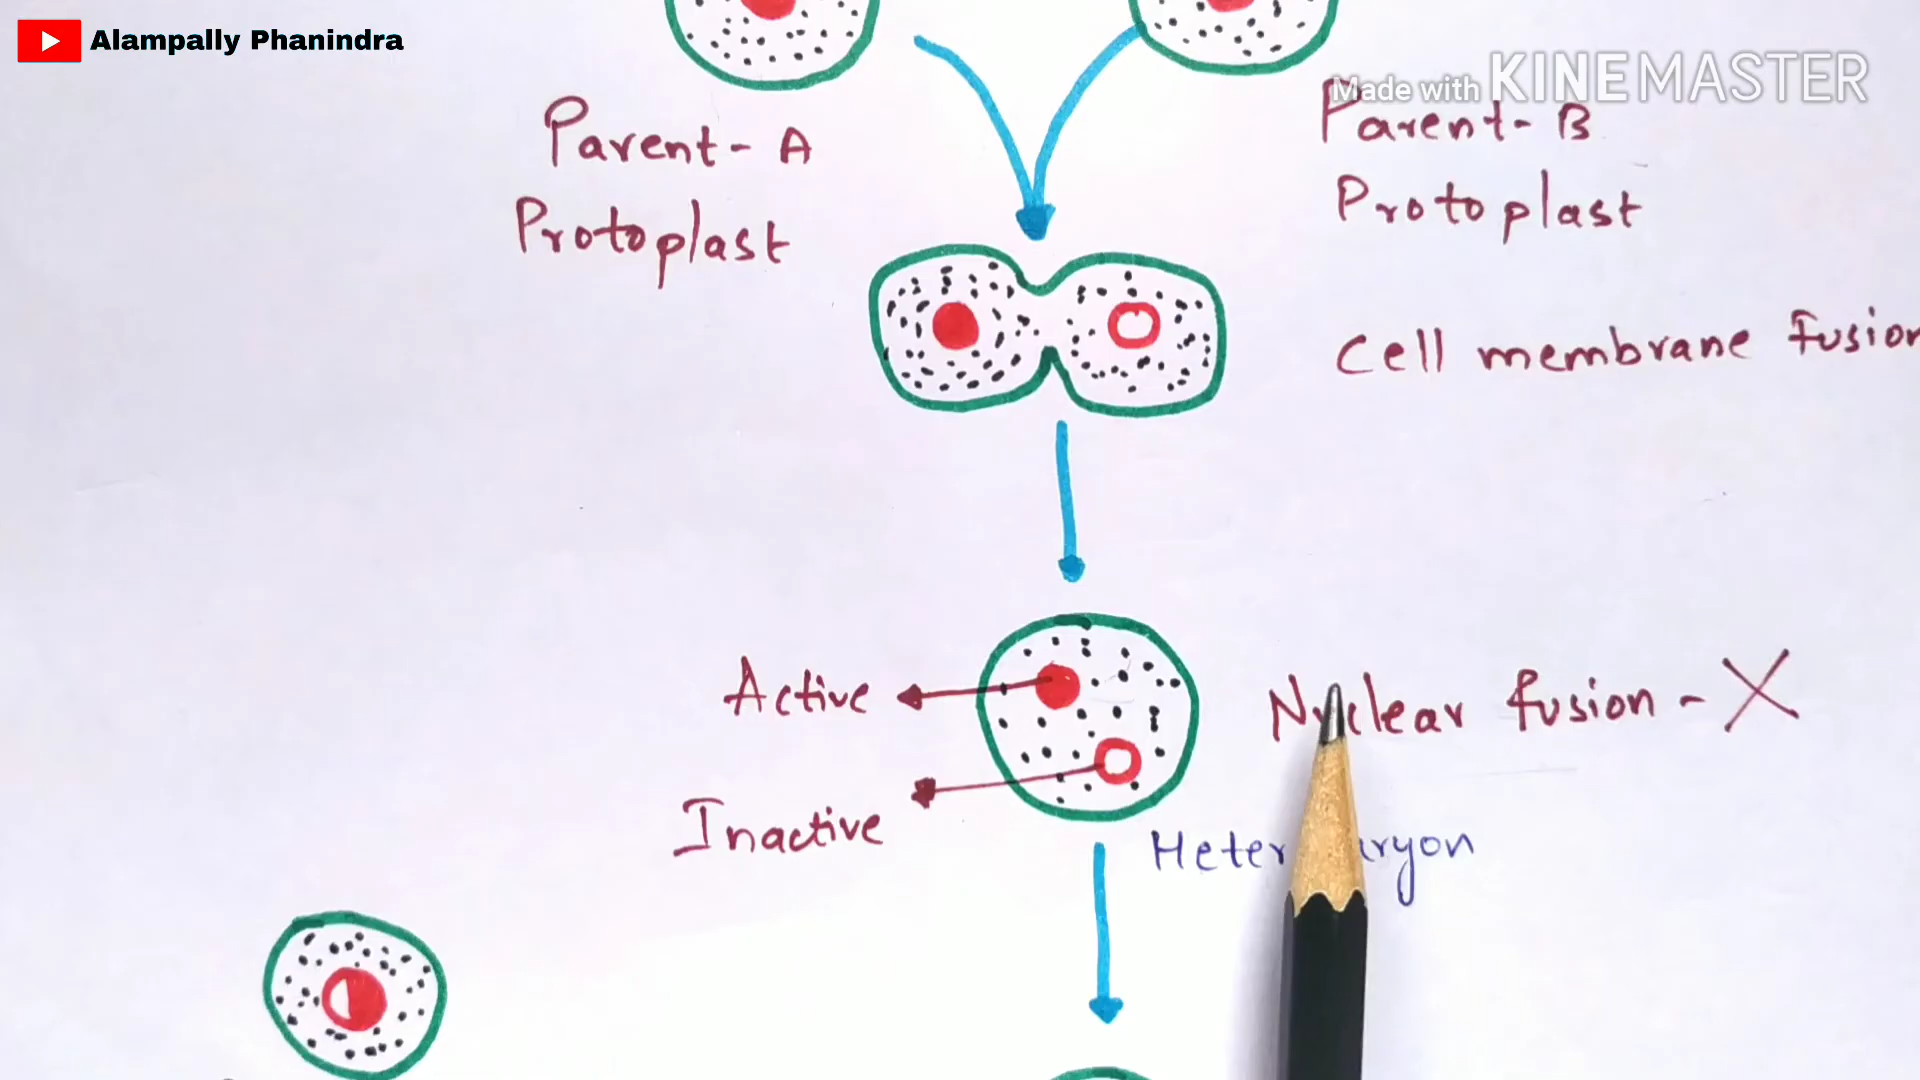 Alampally Phanindra
Made with KINEMASTER
Parent- A
Protoplast
Parent- B
Protoplast
Cell membrane fusion
Active
Nuclear fusion - X
Inactive